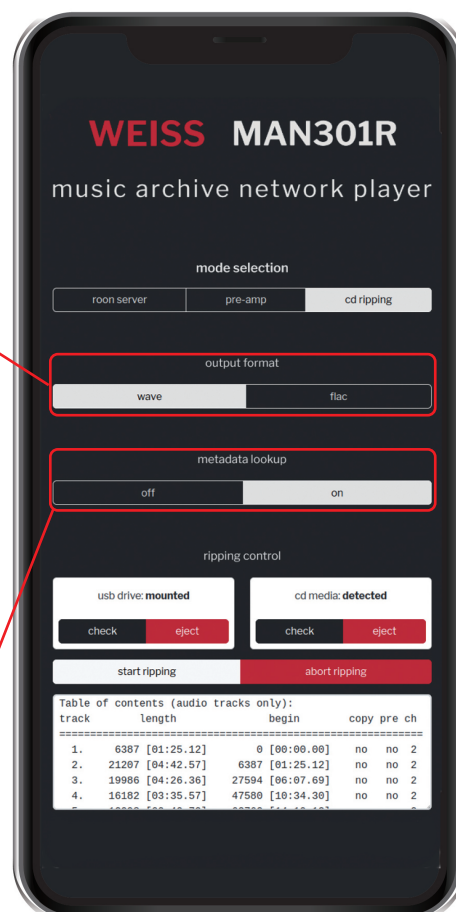 WEISS MAN301R
music archive network player
mode selection
roon server pre-amp cd ripping
output format
wave flac
metadata lookup
off on
ripping control
usb drive: mounted cd media: detected
check eject check eject
start ripping abort ripping
Table of contents (audio tracks only):
track length begin copy pre ch
===========================================================
1. 6387 [01:25.12] 0 [00:00.00] no no 2
2. 21207 [04:42.57] 6387 [01:25.12] no no 2
3. 19986 [04:26.36] 27594 [06:07.69] no no 2
4. 16182 [03:35.57] 47580 [10:34.30] no no 2